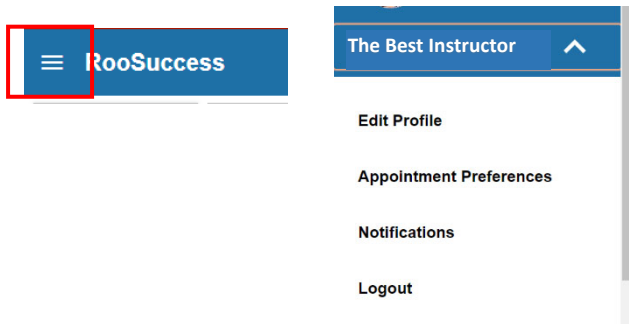 RooSuccess
The Best Instructor
Edit Profile
Appointment Preferences
Notifications
Logout